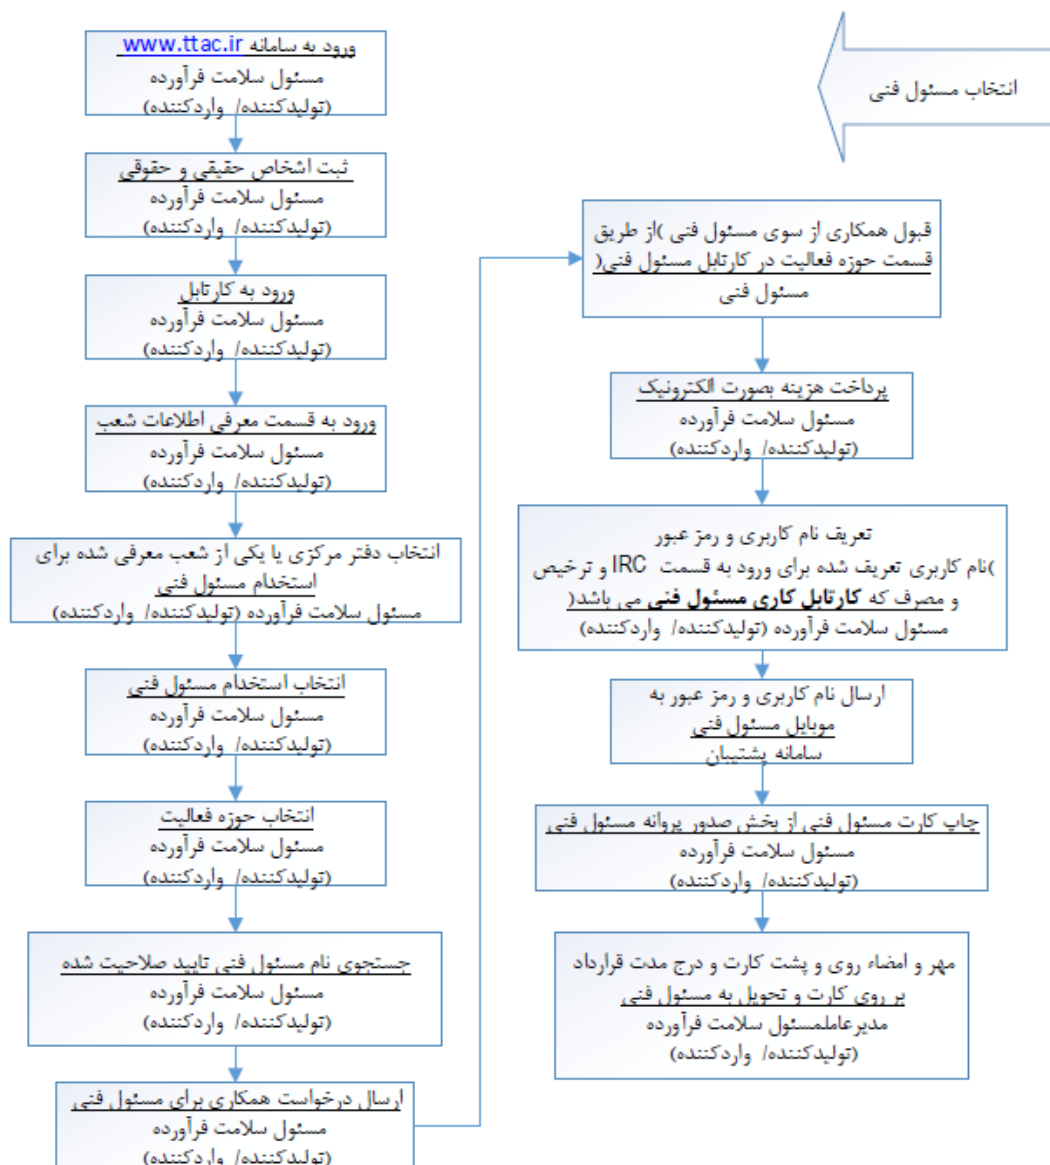 انتخاب مسئول فنی
ورود به سامانه www.ttac.ir
مسئول سلامت فرآورده
(تولیدکننده/ واردکننده)
ثبت اشخاص حقیقی و حقوقی
مسئول سلامت فرآورده
(تولیدکننده/ واردکننده)
ورود به کارتابل
مسئول سلامت فرآورده
(تولیدکننده/ واردکننده)
ورود به قسمت معرفی اطلاعات شعب
مسئول سلامت فرآورده
(تولیدکننده/ واردکننده)
انتخاب دفتر مرکزی یا یکی از شعب معرفی شده برای
استخدام مسئول فنی
مسئول سلامت فرآورده (تولیدکننده/ واردکننده)
انتخاب استخدام مسئول فنی
مسئول سلامت فرآورده
(تولیدکننده/ واردکننده)
انتخاب حوزه فعالیت
مسئول سلامت فرآورده
(تولیدکننده/ واردکننده)
جستجوی نام مسئول فنی تایید صلاحیت شده
مسئول سلامت فرآورده
(تولیدکننده/ واردکننده)
ارسال درخواست همکاری برای مسئول فنی
مسئول سلامت فرآورده
(تولیدکننده/ واردکننده)
قبول همکاری از سوی مسئول فنی )از طریق
قسمت حوزه فعالیت در کارتابل مسئول فنی(
مسئول فنی
پرداخت هزینه بصورت الکترونیک
مسئول سلامت فرآورده
(تولیدکننده/ واردکننده)
تعریف نام کاربری و رمز عبور
)نام کاربری تعریف شده برای ورود به قسمت IRC و ترخیص
و مصرف که کارتابل کاری مسئول فنی می باشد(
مسئول سلامت فرآورده (تولیدکننده/ واردکننده)
ارسال نام کاربری و رمز عبور به
موبایل مسئول فنی
سامانه پشتیبان
چاپ کارت مسئول فنی از بخش صدور پروانه مسئول فنی
مسئول سلامت فرآورده
(تولیدکننده/ واردکننده)
مهر و امضاء روی و پشت کارت و درج مدت قرارداد
بر روی کارت و تحویل به مسئول فنی
مدیرعاملمسئول سلامت فرآورده
(تولیدکننده/ واردکننده)